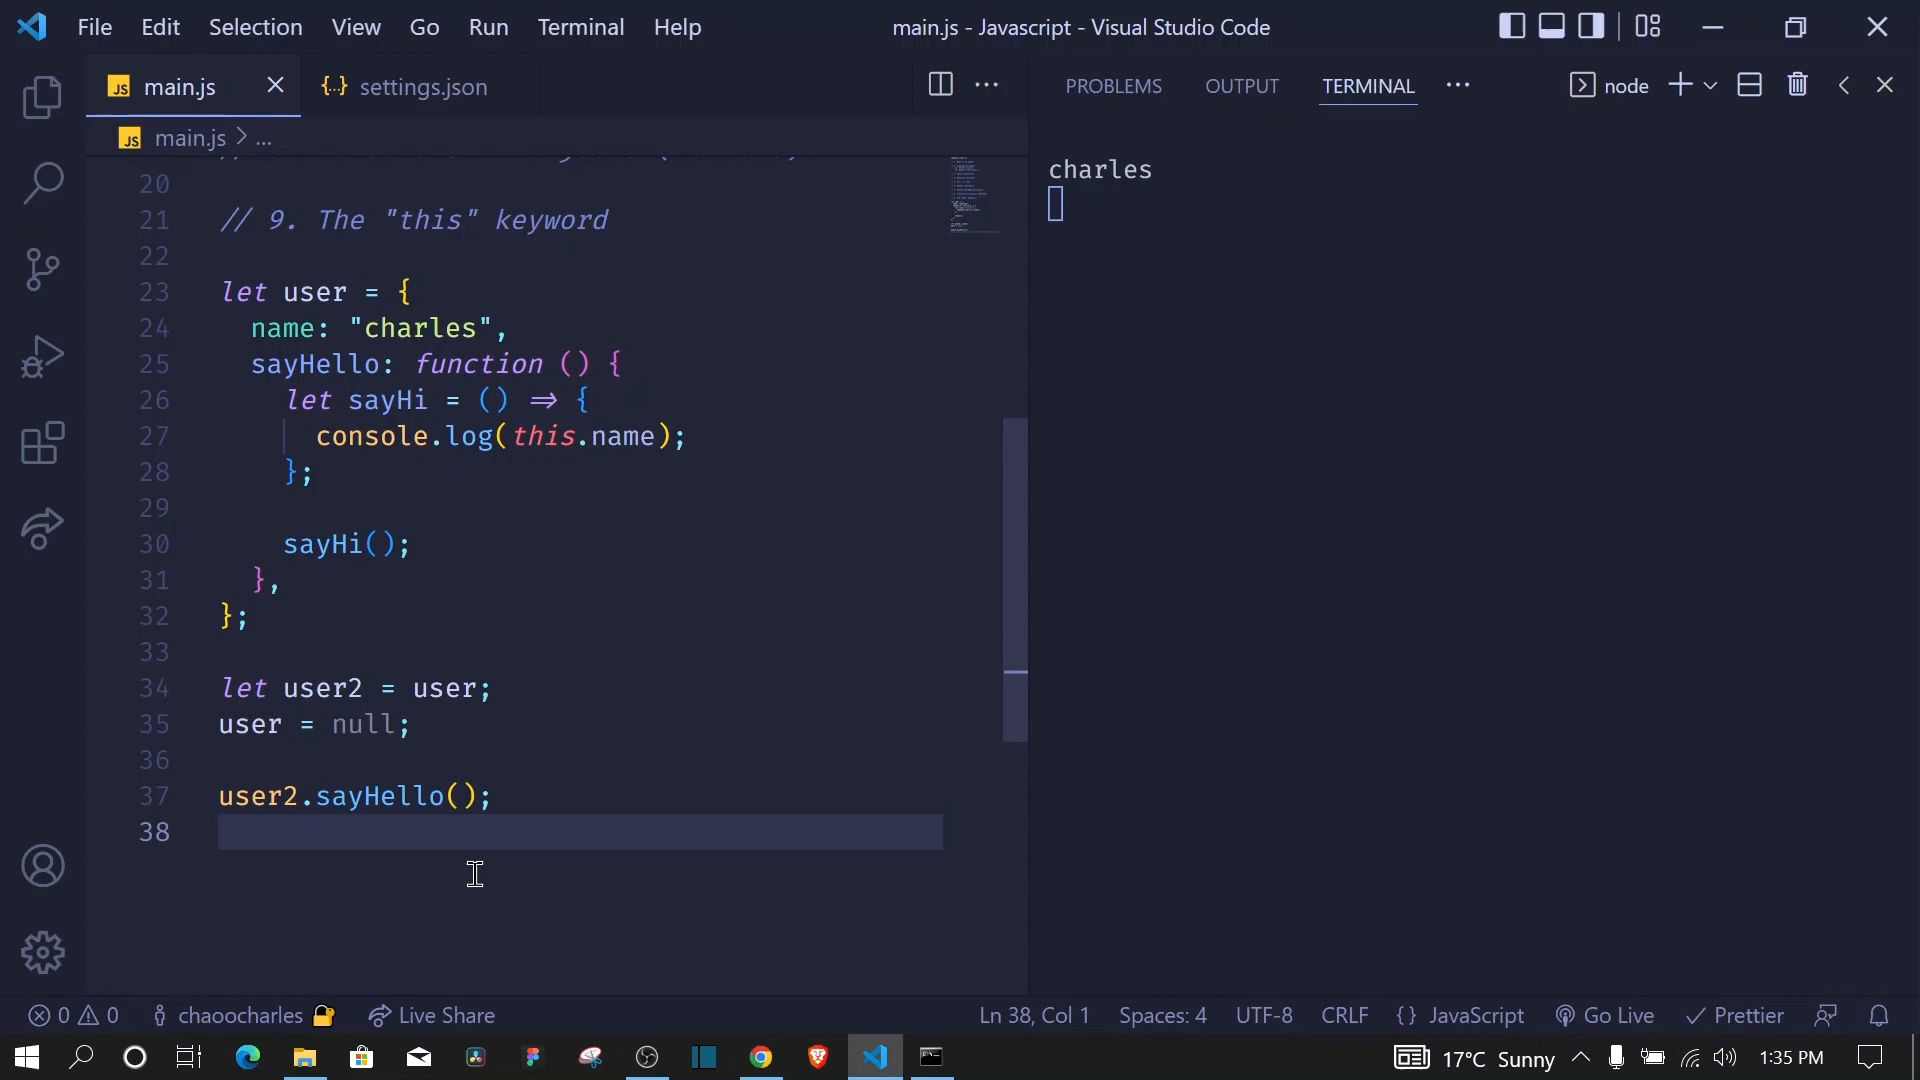 File Edit Selection View Go Run Terminal Help main.js - Javascript - Visual Studio Code
JS main.js {..} settings.json
PROBLEMS OUTPUT TERMINAL ... node
JS main.js > ...
charles
20
21 // 9. The "this" keyword
22
23 let user = {
24 name: "charles",
25 sayHello: function () {
26 let sayHi = () => {
27 console.log(this.name);
28 };
29
30 sayHi();
31 },
32 };
33
34 let user2 = user;
35 user = null;
36
37 user2.sayHello();
38
0 0 chaoocharles Live Share Ln 38, Col 1 Spaces: 4 UTF-8 CRLF {} JavaScript Go Live Prettier
17°C Sunny 1:35 PM